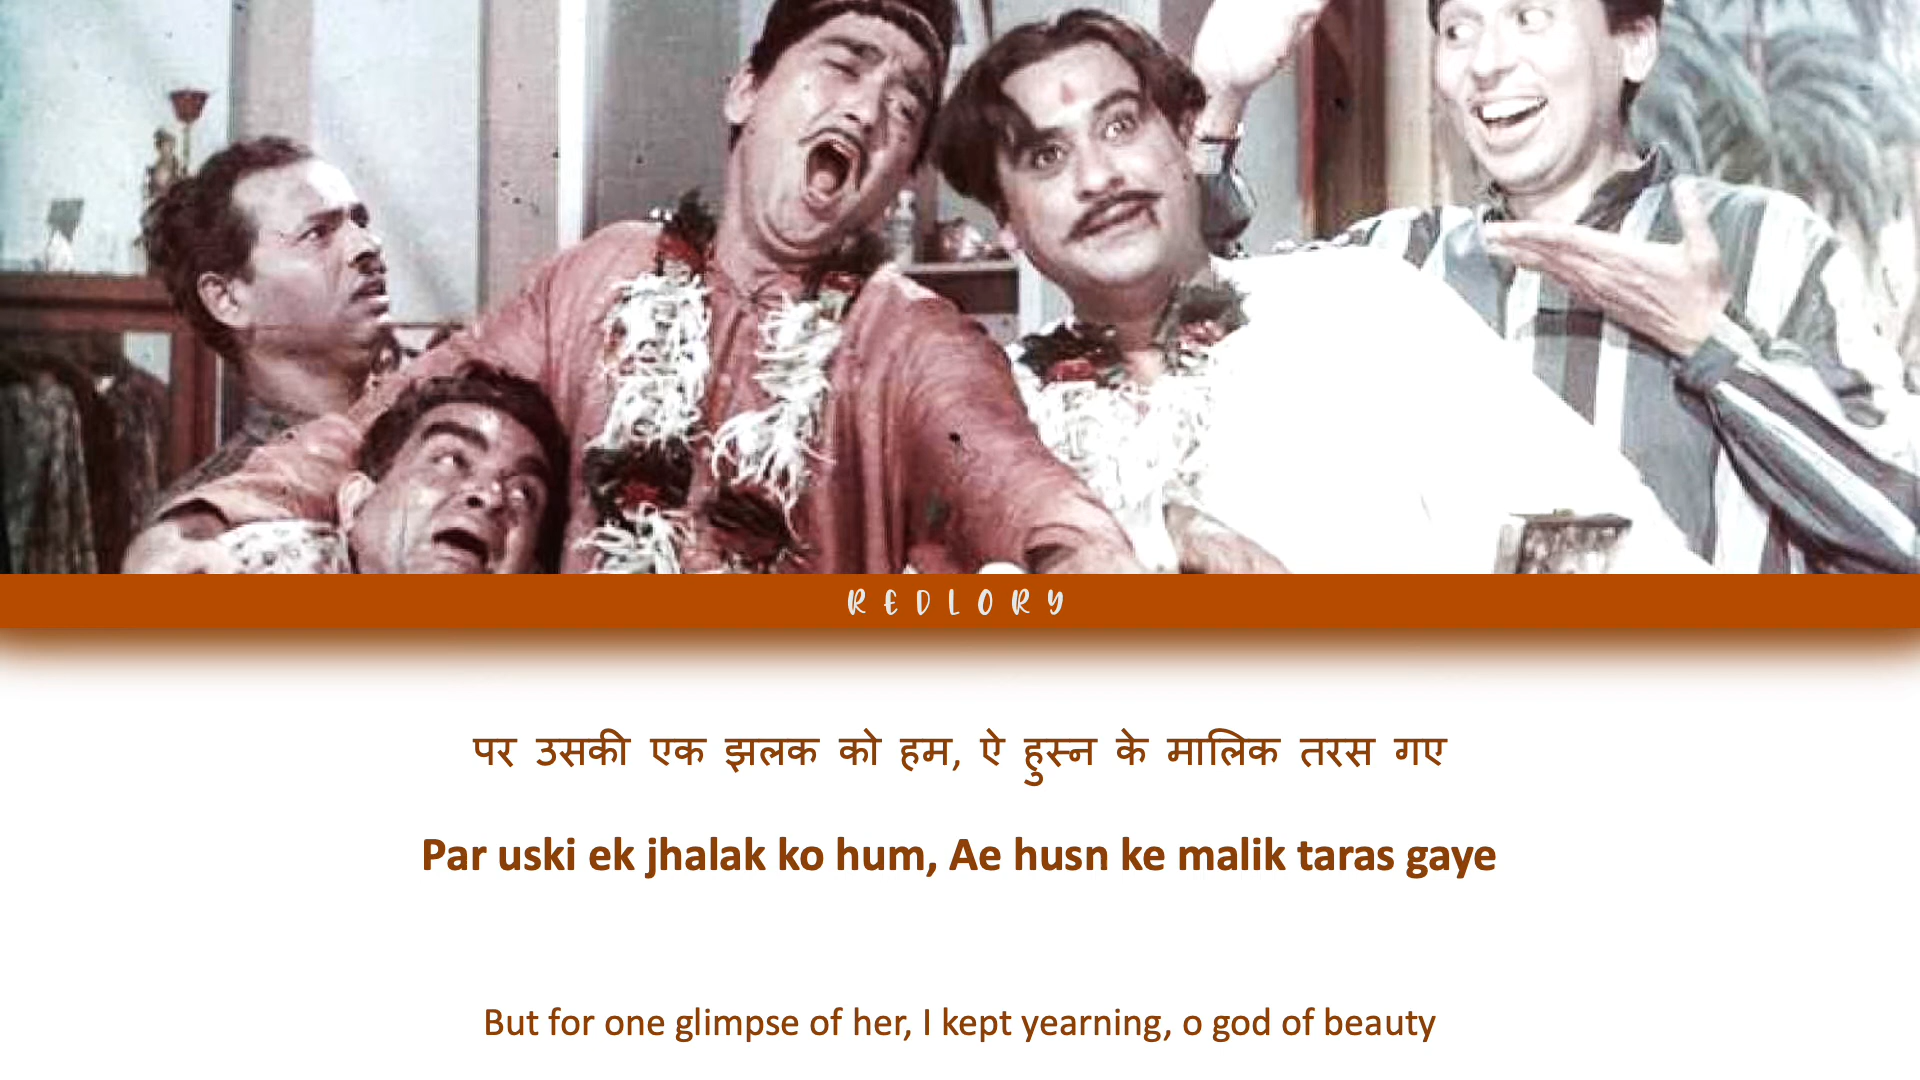 REDLORY
पर उसकी एक झलक को हम, ऐ हुस्न के मालिक तरस गए
Par uski ek jhalak ko hum, Ae husn ke malik taras gaye
But for one glimpse of her, I kept yearning, o god of beauty